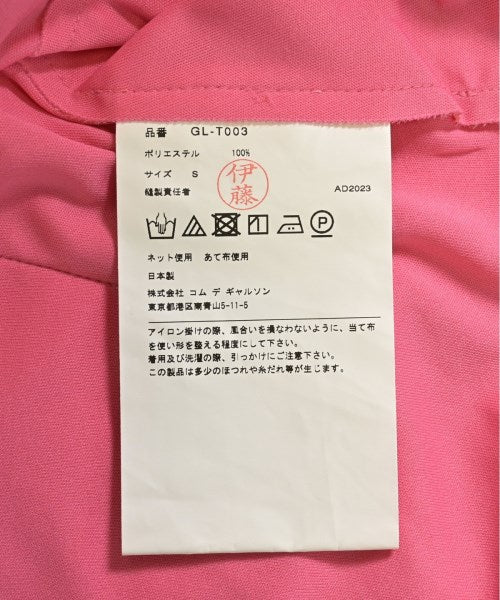 品番 GL-T003
ポリエステル 100%
サイズ S
縫製責任者 伊藤 AD2023
P
ネット使用 あて布使用
日本製
株式会社 コム デ ギャルソン
東京都港区南青山5-11-5
アイロン掛けの際、風合いを損なわないように、当て布
を使い形を整える程度にして下さい。
着用及び洗濯の際、引っかけにご注意下さい。
この製品は多少のほつれや糸だれ等が生じます。